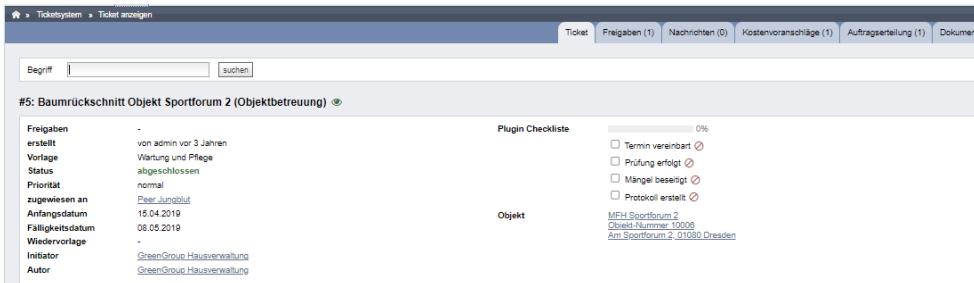 » Ticketsystem » Ticket anzeigen
Ticket Freigaben (1) Nachrichten (0) Kostenvoranschläge (1) Auftragserteilung (1) Dokumen
Begriff suchen
#5: Baumrückschnitt Objekt Sportforum 2 (Objektbetreuung)
Freigaben -
erstellt von admin vor 3 Jahren
Vorlage Wartung und Pflege
Status abgeschlossen
Priorität normal
zugewiesen an Peer Jungblut
Anfangsdatum 15.04.2019
Fälligkeitsdatum 08.05.2019
Wiedervorlage -
Initiator GreenGroup Hausverwaltung
Autor GreenGroup Hausverwaltung
Plugin Checkliste 0%
Termin vereinbart
Prüfung erfolgt
Mängel beseitigt
Protokoll erstellt
Objekt MFH Sportforum 2
Objekt-Nummer 10006
Am Sportforum 2, 01080 Dresden